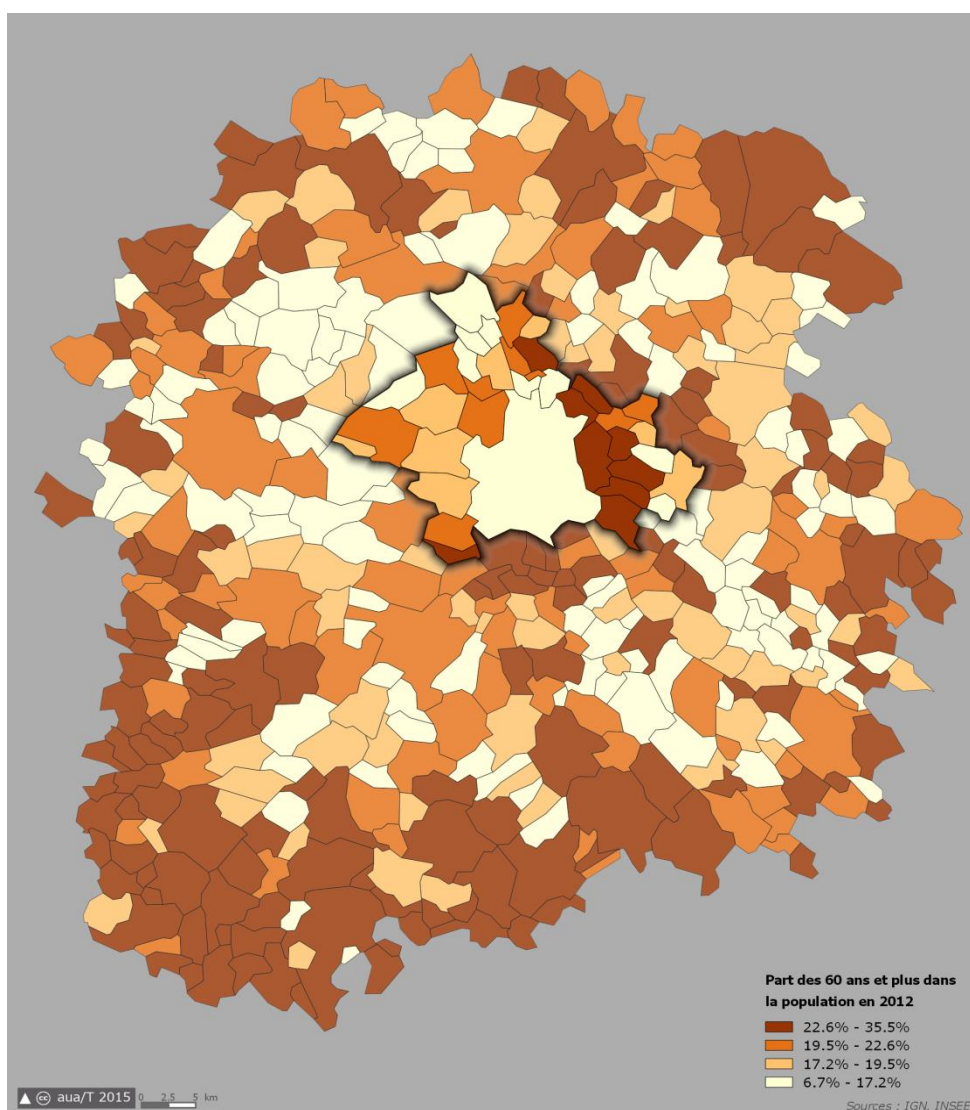 Part des 60 ans et plus dans
la population en 2012
22.6% - 35.5%
19.5% - 22.6%
17.2% - 19.5%
6.7% - 17.2%
▲ cc aua/T 2015 0 2.5 5 km
Sources : IGN, INSEE